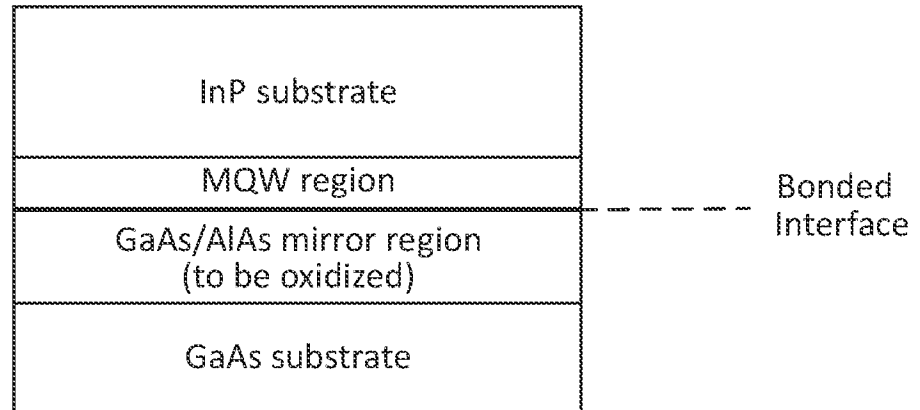 InP substrate
MQW region
Bonded
Interface
GaAs/AlAs mirror region
(to be oxidized)
GaAs substrate